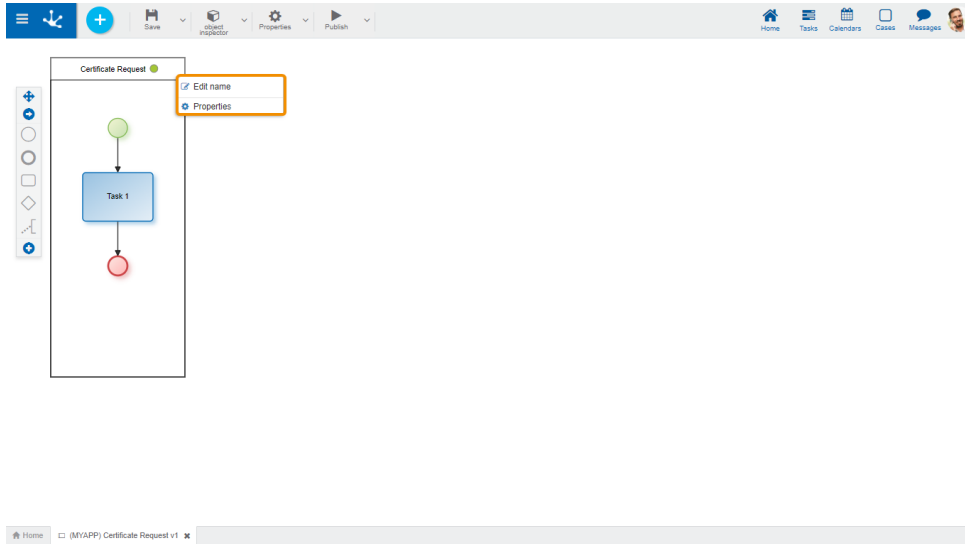 Save
object
inspector
Properties
Publish
Home
Tasks
Calendars
Cases
Messages
Certificate Request
Edit name
Properties
Task 1
Home
(MYAPP) Certificate Request v1